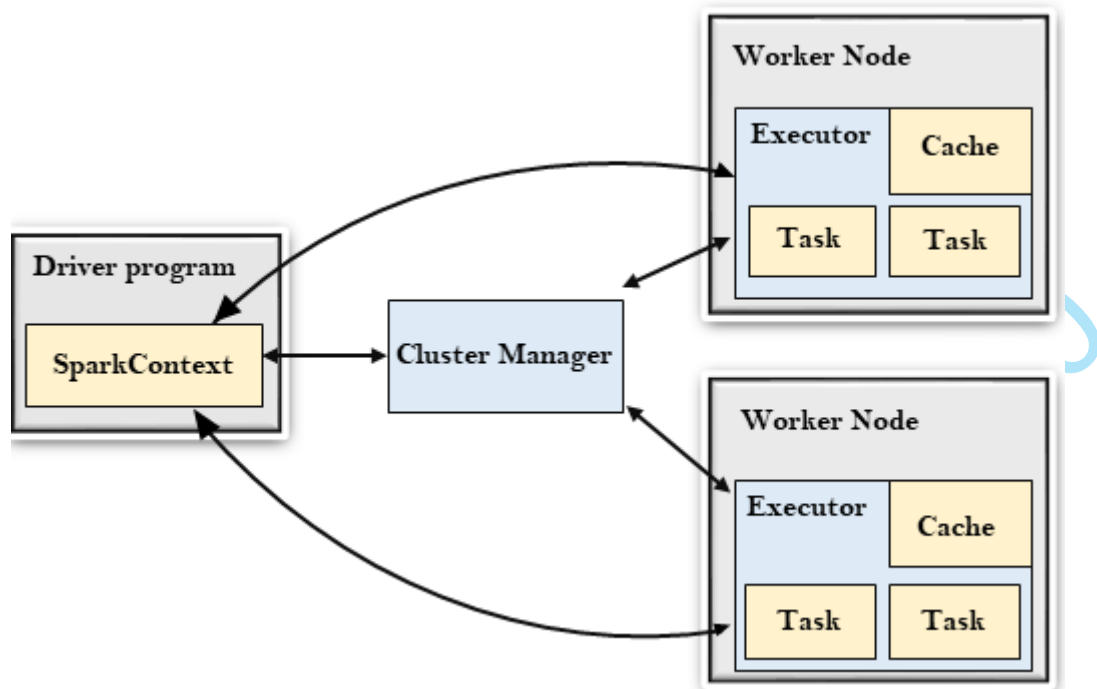 Worker Node
Executor
Cache
Task
Task
Driver program
SparkContext
Cluster Manager
Worker Node
Executor
Cache
Task
Task